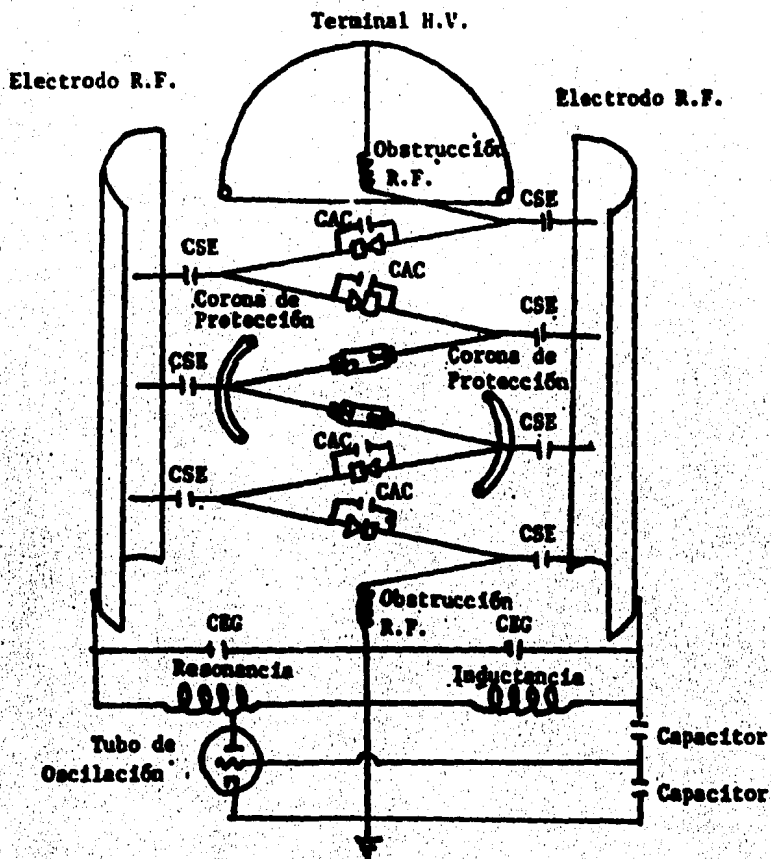 Terminal H.V.
Electrodo R.F.
Electrodo R.F.
Obstrucción
R.F.
CSE
CAC
CSE
CAC
Corona de
Protección
CSE
CSE
Corona de
Protección
CSE
CAC
CSE
CAC
CSE
Obstrucción
R.F.
CEG
CEG
Resonancia
Inductancia
Tubo de
Oscilación
Capacitor
Capacitor